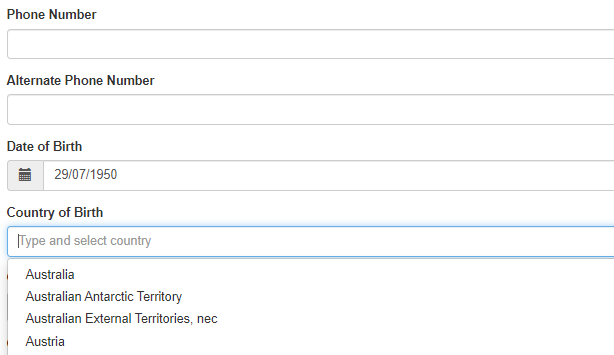 Phone Number
Alternate Phone Number
Date of Birth
29/07/1950
Country of Birth
Type and select country
Australia
Australian Antarctic Territory
Australian External Territories, nec
Austria